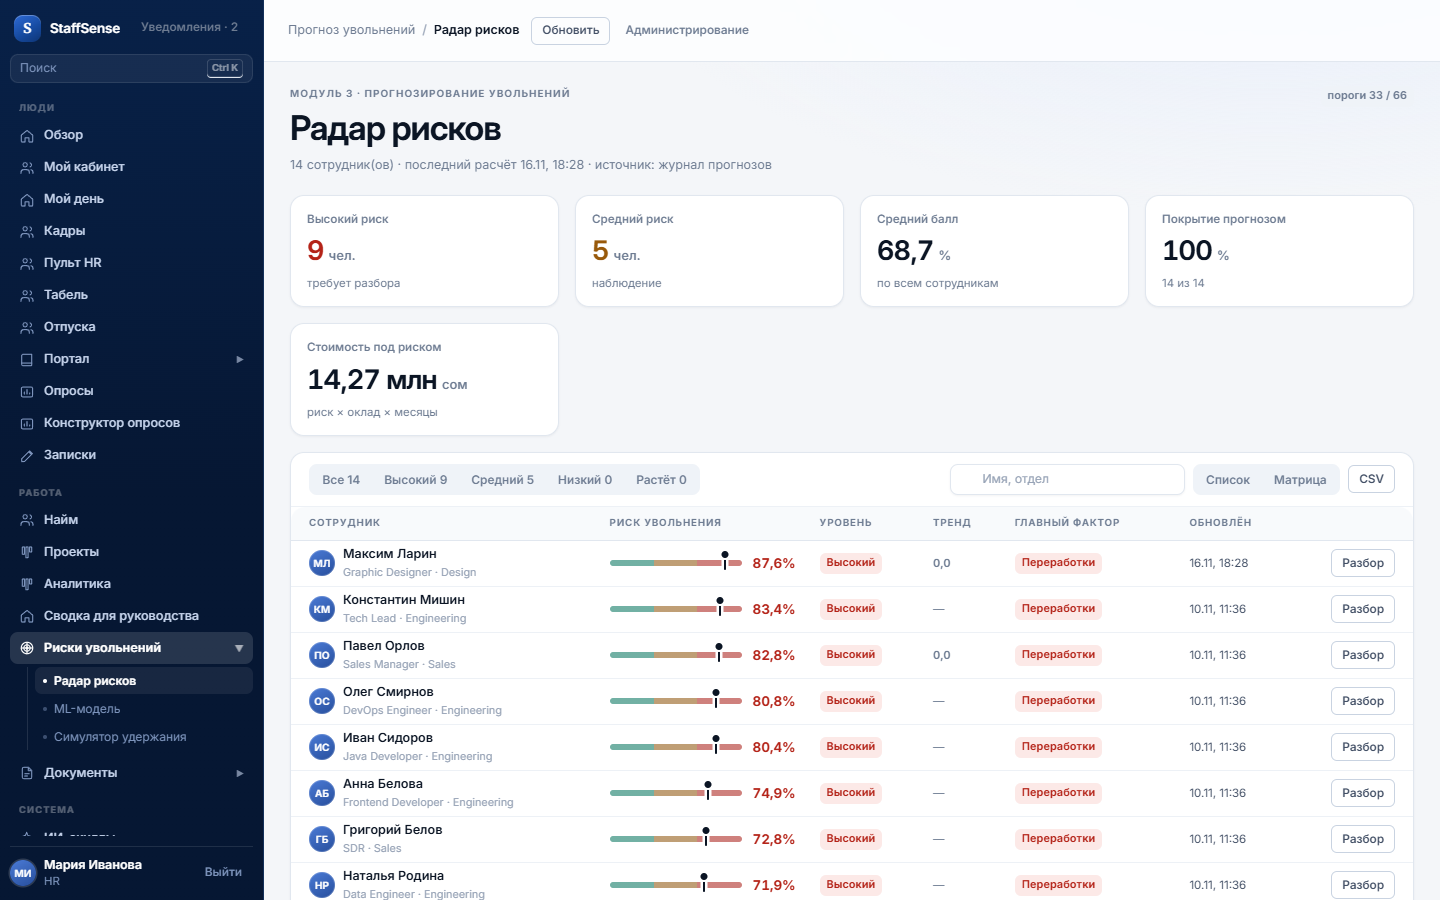 S StaffSense Уведомления · 2
Поиск Ctrl K
ЛЮДИ
Обзор
Мой кабинет
Мой день
Кадры
Пульт HR
Табель
Отпуска
Портал
Опросы
Конструктор опросов
Записки
РАБОТА
Найм
Проекты
Аналитика
Сводка для руководства
Риски увольнений
Радар рисков
ML-модель
Симулятор удержания
Документы
СИСТЕМА
МИ Мария Иванова
HR
Выйти
Прогноз увольнений / Радар рисков Обновить Администрирование
МОДУЛЬ 3 · ПРОГНОЗИРОВАНИЕ УВОЛЬНЕНИЙ
пороги 33 / 66
Радар рисков
14 сотрудник(ов) · последний расчёт 16.11, 18:28 · источник: журнал прогнозов
Высокий риск
9 чел.
требует разбора
Средний риск
5 чел.
наблюдение
Средний балл
68,7 %
по всем сотрудникам
Покрытие прогнозом
100 %
14 из 14
Стоимость под риском
14,27 млн сом
риск × оклад × месяцы
Все 14 Высокий 9 Средний 5 Низкий 0 Растёт 0 Имя, отдел Список Матрица CSV
СОТРУДНИК РИСК УВОЛЬНЕНИЯ УРОВЕНЬ ТРЕНД ГЛАВНЫЙ ФАКТОР ОБНОВЛЁН
Максим Ларин
МЛ 87,6% Высокий 0,0 Переработки 16.11, 18:28 Разбор
Graphic Designer · Design
Константин Мишин
КМ 83,4% Высокий — Переработки 10.11, 11:36 Разбор
Tech Lead · Engineering
Павел Орлов
ПО 82,8% Высокий 0,0 Переработки 10.11, 11:36 Разбор
Sales Manager · Sales
Олег Смирнов
ОС 80,8% Высокий — Переработки 10.11, 11:36 Разбор
DevOps Engineer · Engineering
Иван Сидоров
ИС 80,4% Высокий — Переработки 10.11, 11:36 Разбор
Java Developer · Engineering
Анна Белова
АБ 74,9% Высокий — Переработки 10.11, 11:36 Разбор
Frontend Developer · Engineering
Григорий Белов
ГБ 72,8% Высокий — Переработки 10.11, 11:36 Разбор
SDR · Sales
Наталья Родина
НР 71,9% Высокий — Переработки 10.11, 11:36 Разбор
Data Engineer · Engineering